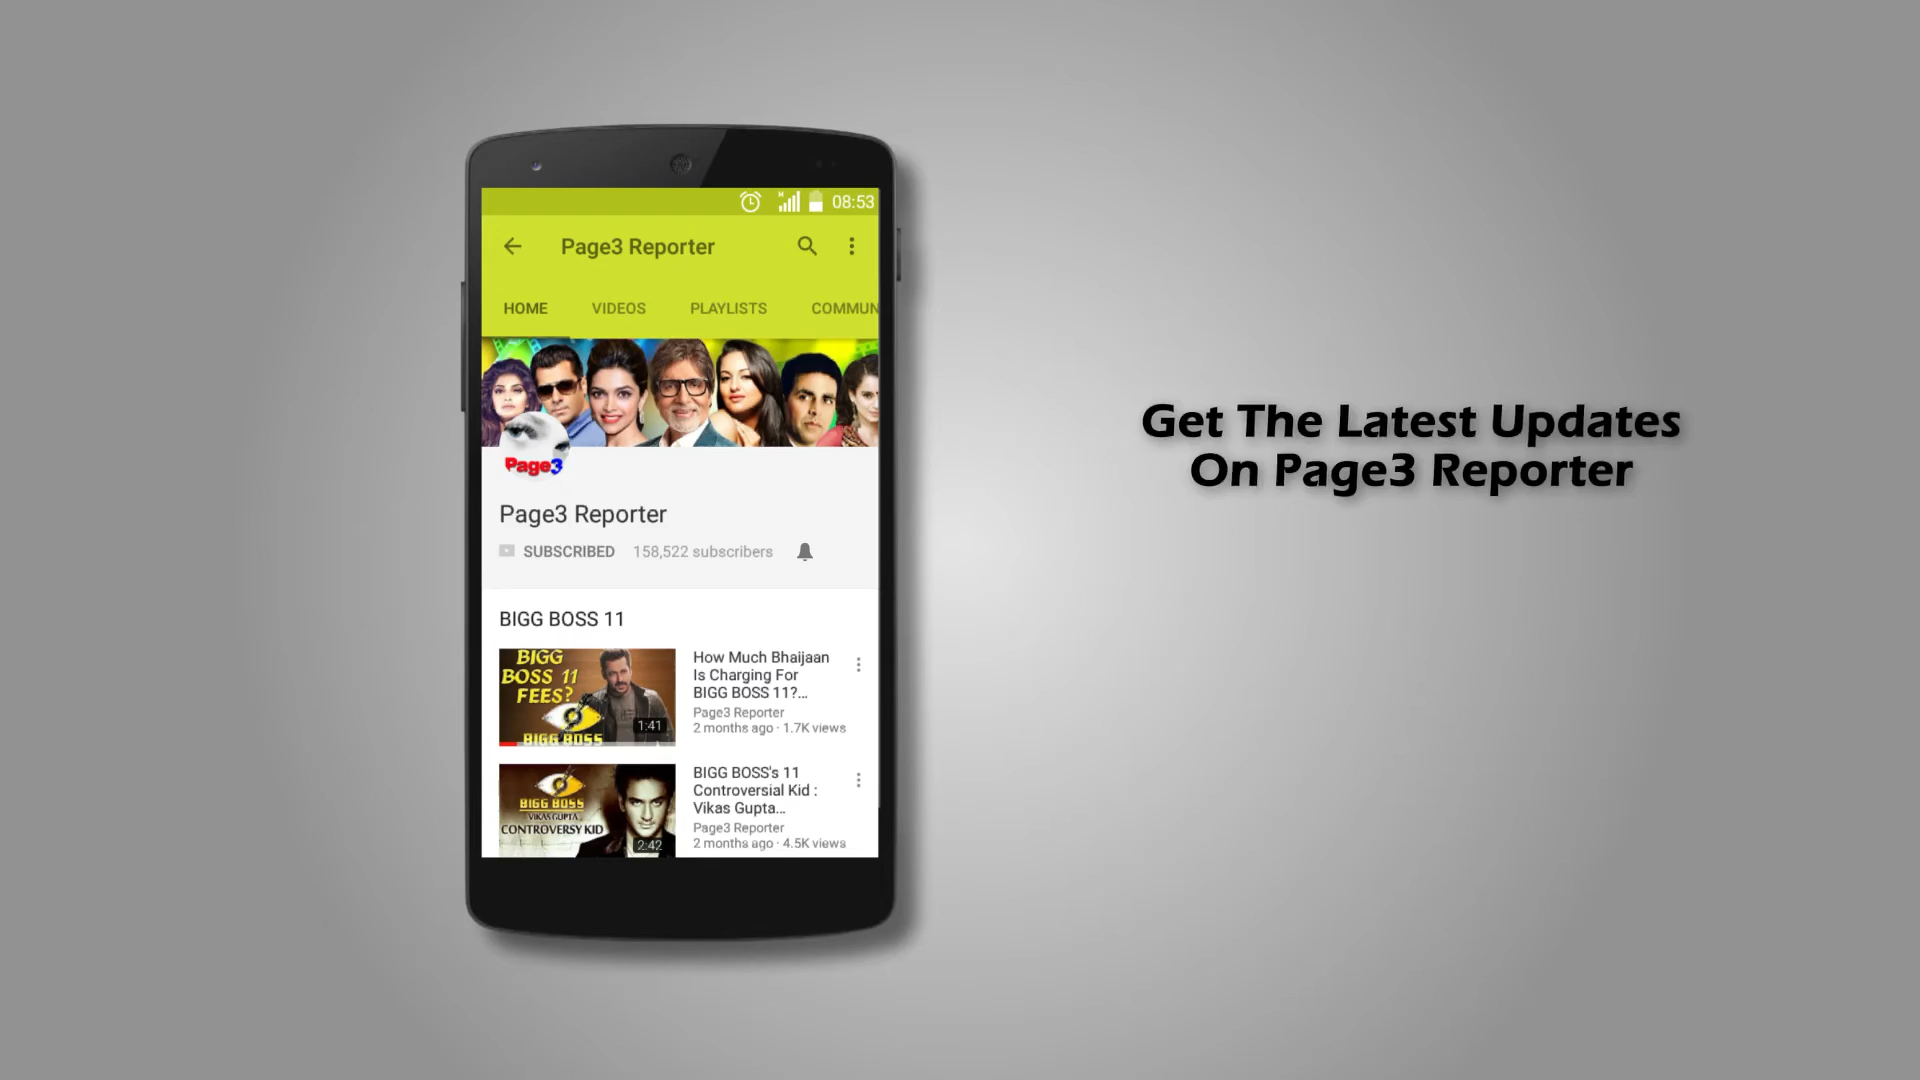 08:53
Page3 Reporter
HOME VIDEOS PLAYLISTS COMMUN
Page3
Page3 Reporter
SUBSCRIBED 158,522 subscribers
BIGG BOSS 11
BIGG
BOSS 11
FEES?
BIGG BOSS
1:41
How Much Bhaijaan
Is Charging For
BIGG BOSS 11?...
Page3 Reporter
2 months ago · 1.7K views
BIGG BOSS
VIKAS GUPTA
CONTROVERSY KID
2:42
BIGG BOSS's 11
Controversial Kid :
Vikas Gupta...
Page3 Reporter
2 months ago · 4.5K views
Get The Latest Updates
On Page3 Reporter